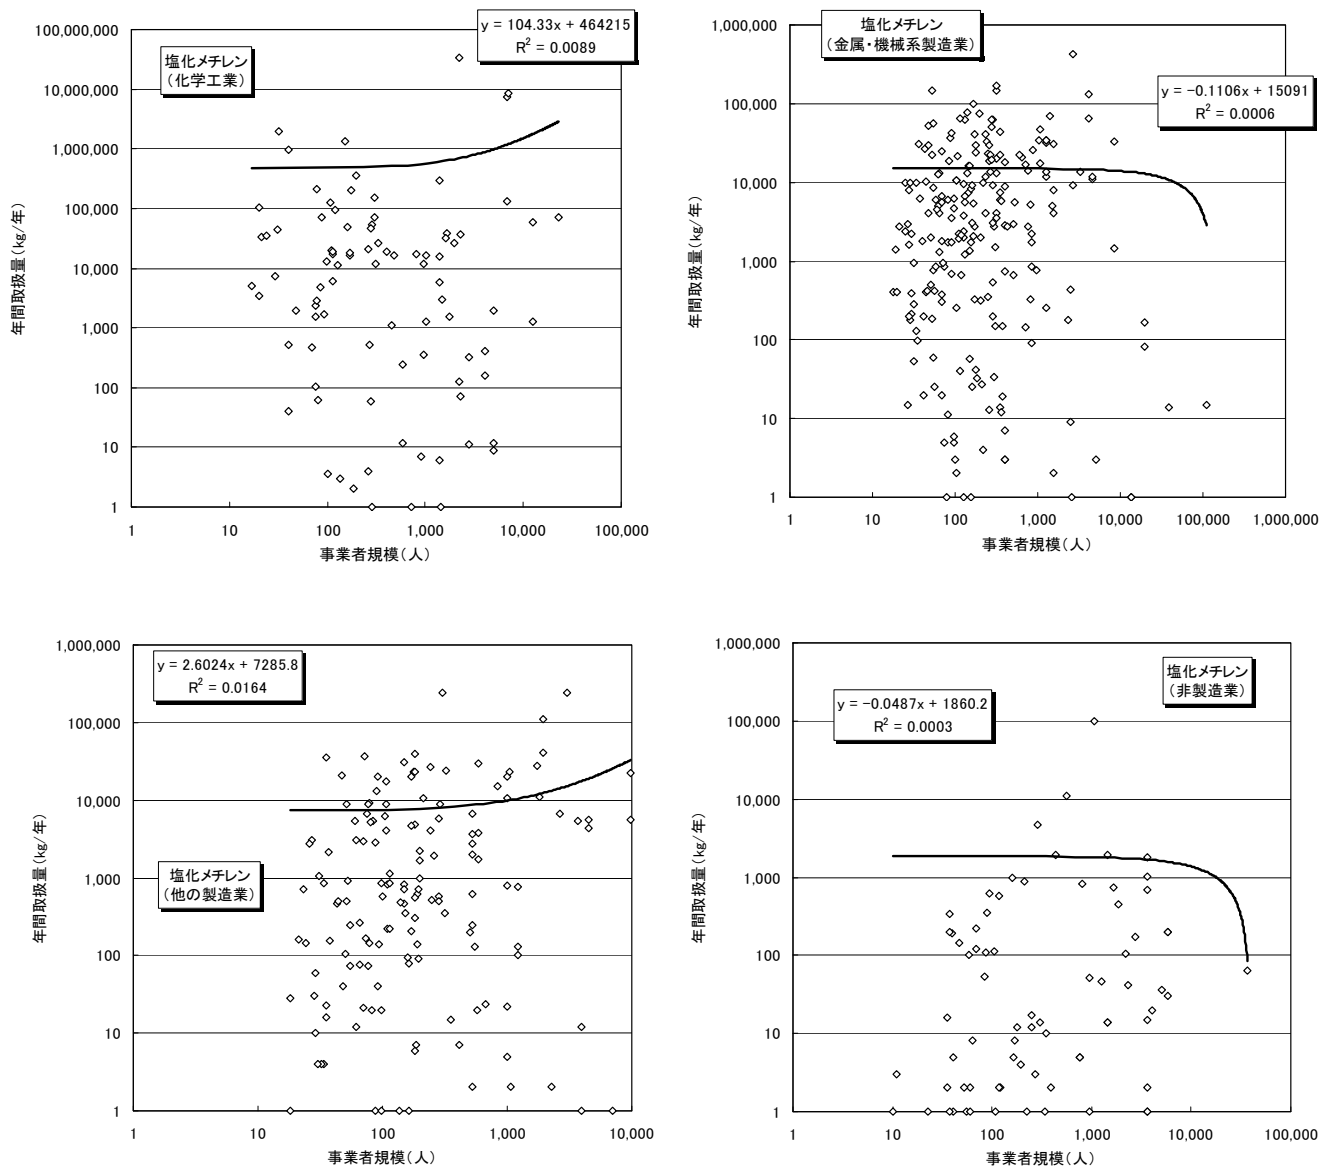 y = 104.33x + 464215
R² = 0.0089
塩化メチレン
(化学工業)
100,000,000
10,000,000
1,000,000
100,000
10,000
1,000
100
10
1
年間取扱量(kg/年)
1
10
100
1,000
10,000
100,000
事業者規模(人)
塩化メチレン
(金属・機械系製造業)
y = -0.1106x + 15091
R² = 0.0006
1,000,000
100,000
10,000
1,000
100
10
1
年間取扱量(kg/年)
1
10
100
1,000
10,000
100,000
1,000,000
事業者規模(人)
y = 2.6024x + 7285.8
R² = 0.0164
塩化メチレン
(他の製造業)
1,000,000
100,000
10,000
1,000
100
10
1
年間取扱量(kg/年)
1
10
100
1,000
10,000
事業者規模(人)
塩化メチレン
(非製造業)
y = -0.0487x + 1860.2
R² = 0.0003
1,000,000
100,000
10,000
1,000
100
10
1
年間取扱量(kg/年)
1
10
100
1,000
10,000
100,000
事業者規模(人)